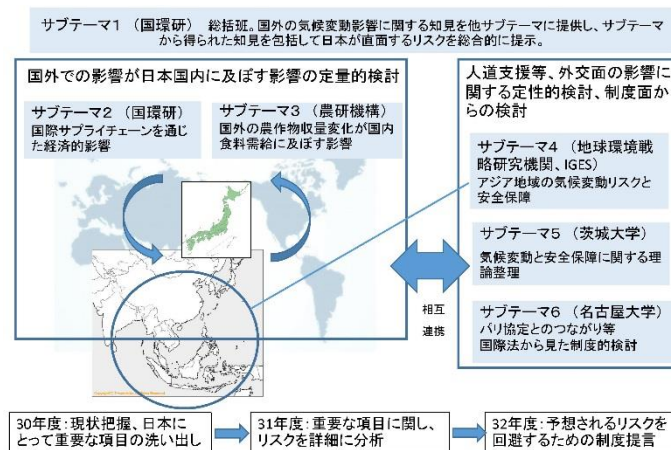 サブテーマ1 （国環研） 総括班。国外の気候変動影響に関する知見を他サブテーマに提供し、サブテーマ
から得られた知見を包括して日本が直面するリスクを総合的に提示。
国外での影響が日本国内に及ぼす影響の定量的検討
サブテーマ2 （国環研）
国際サプライチェーンを通じ
た経済的影響
サブテーマ3 （農研機構）
国外の農作物収量変化が国内
食料需給に及ぼす影響
人道支援等、外交面の影響に
関する定性的検討、制度面か
らの検討
サブテーマ4 （地球環境戦
略研究機関、IGES）
アジア地域の気候変動リスクと
安全保障
サブテーマ5 （茨城大学）
気候変動と安全保障に関する理
論整理
サブテーマ6 （名古屋大学）
パリ協定とのつながり等
国際法から見た制度的検討
相互
連携
30年度：現状把握、日本に
とって重要な項目の洗い出し
31年度：重要な項目に関し、
リスクを詳細に分析
32年度：予想されるリスクを
回避するための制度提言